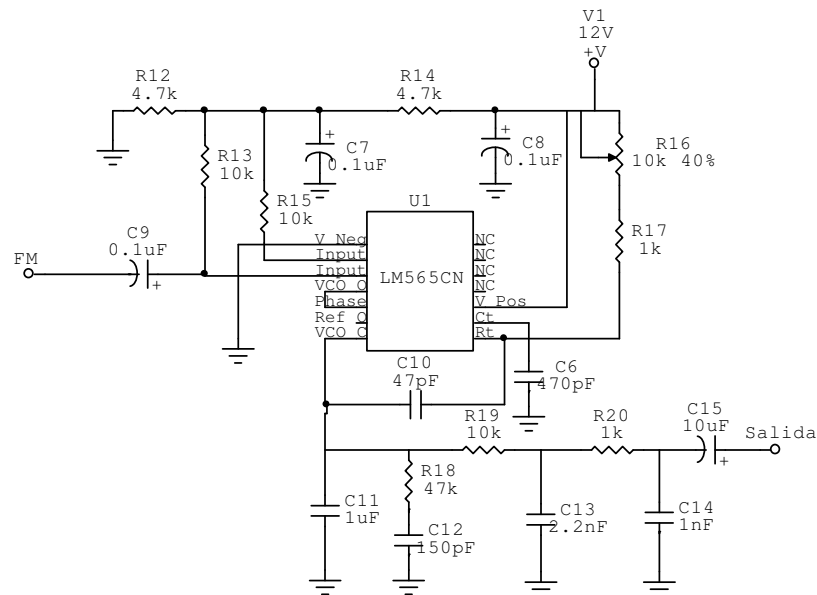 V1
12V
+V
R12
4.7k
R14
4.7k
R13
10k
C7
0.1uF
C8
0.1uF
R16
10k 40%
R15
10k
U1
R17
1k
C9
0.1uF
FM
V Neg
Input
Input
VCO O
Phase
Ref O
VCO C
LM565CN
NC
NC
NC
NC
V Pos
Ct
Rt
C10
47pF
C6
470pF
R19
10k
R20
1k
C15
10uF
Salida
R18
47k
C11
1uF
C12
150pF
C13
2.2nF
C14
1nF